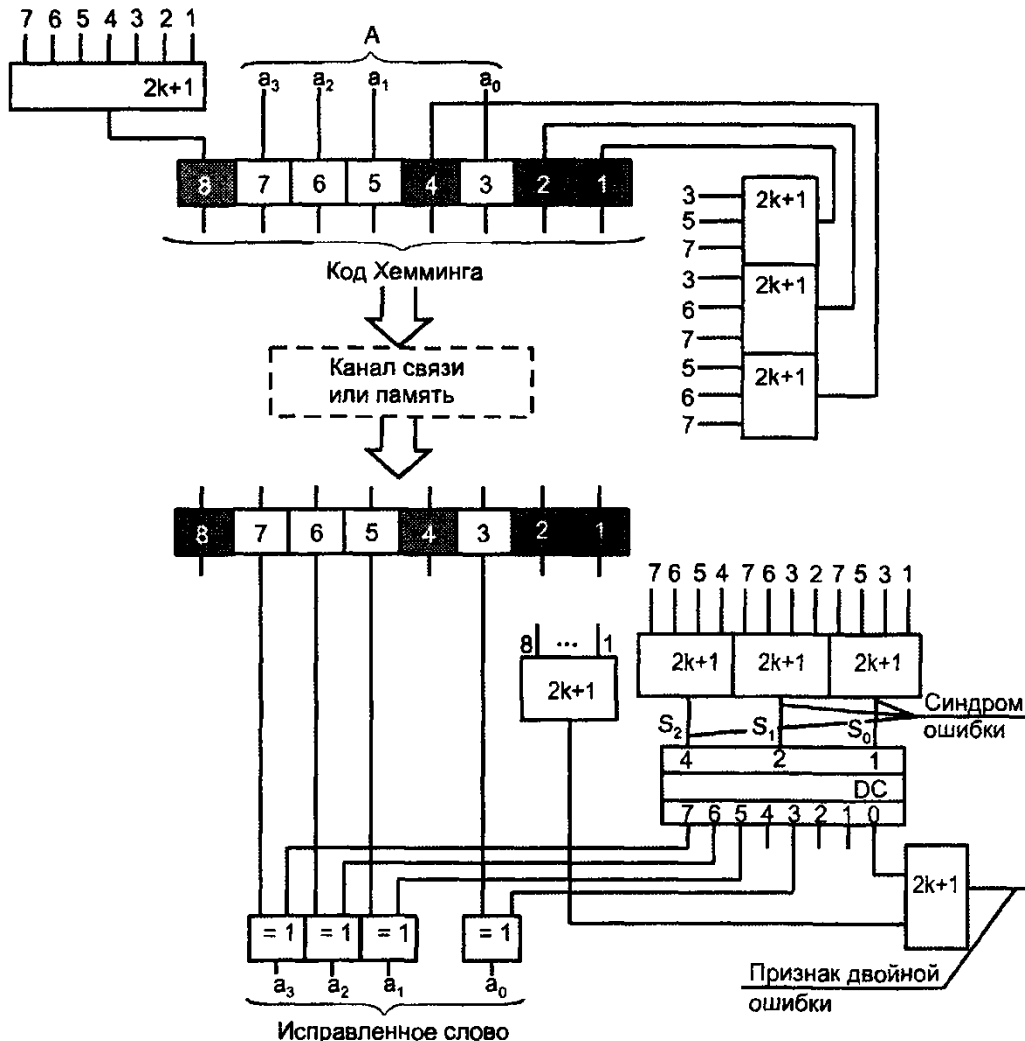 7 6 5 4 3 2 1
2k+1
A
a₃ a₂ a₁ a₀
8 7 6 5 4 3 2 1
3
5
7
2k+1
3
6
7
2k+1
5
6
7
2k+1
Код Хемминга
Канал связи
или память
8 7 6 5 4 3 2 1
7 6 5 4 7 6 3 2 7 5 3 1
2k+1 2k+1 2k+1
8 ... 1
2k+1
S₂ S₁ S₀
Синдром
ошибки
4 2 1
DC
7 6 5 4 3 2 1 0
2k+1
= 1 = 1 = 1 = 1
a₃ a₂ a₁ a₀
Признак двойной
ошибки
Исправленное слово